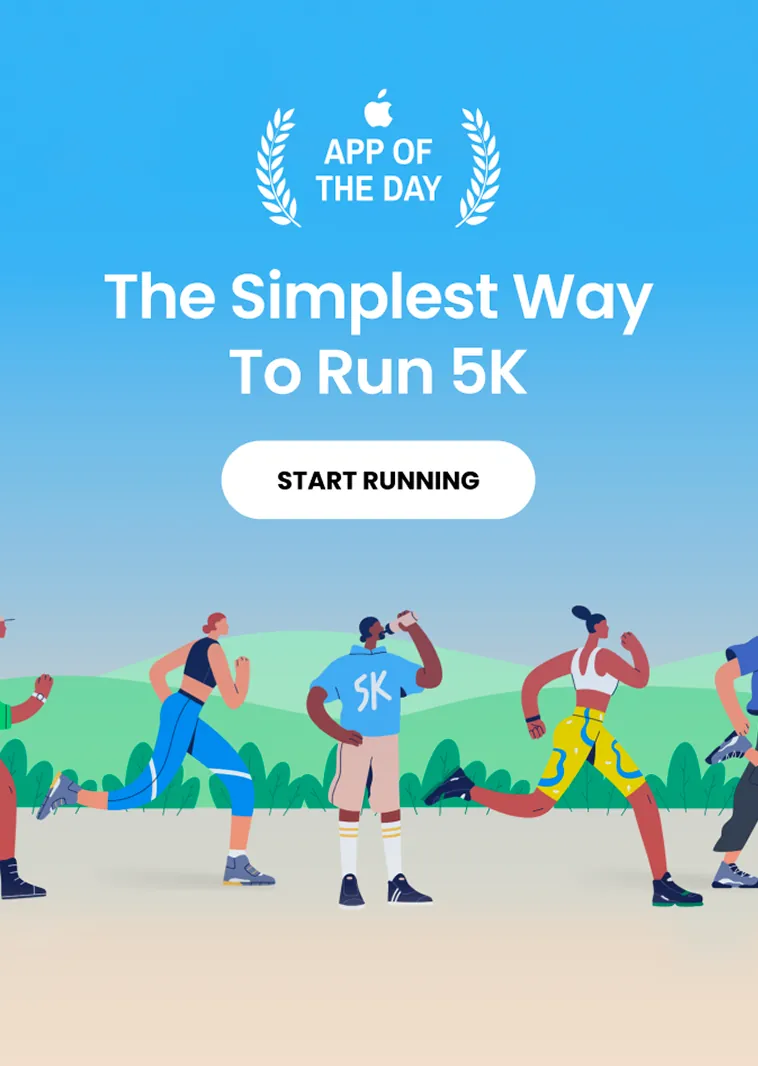 APP OF
THE DAY
The Simplest Way
To Run 5K
START RUNNING
5K